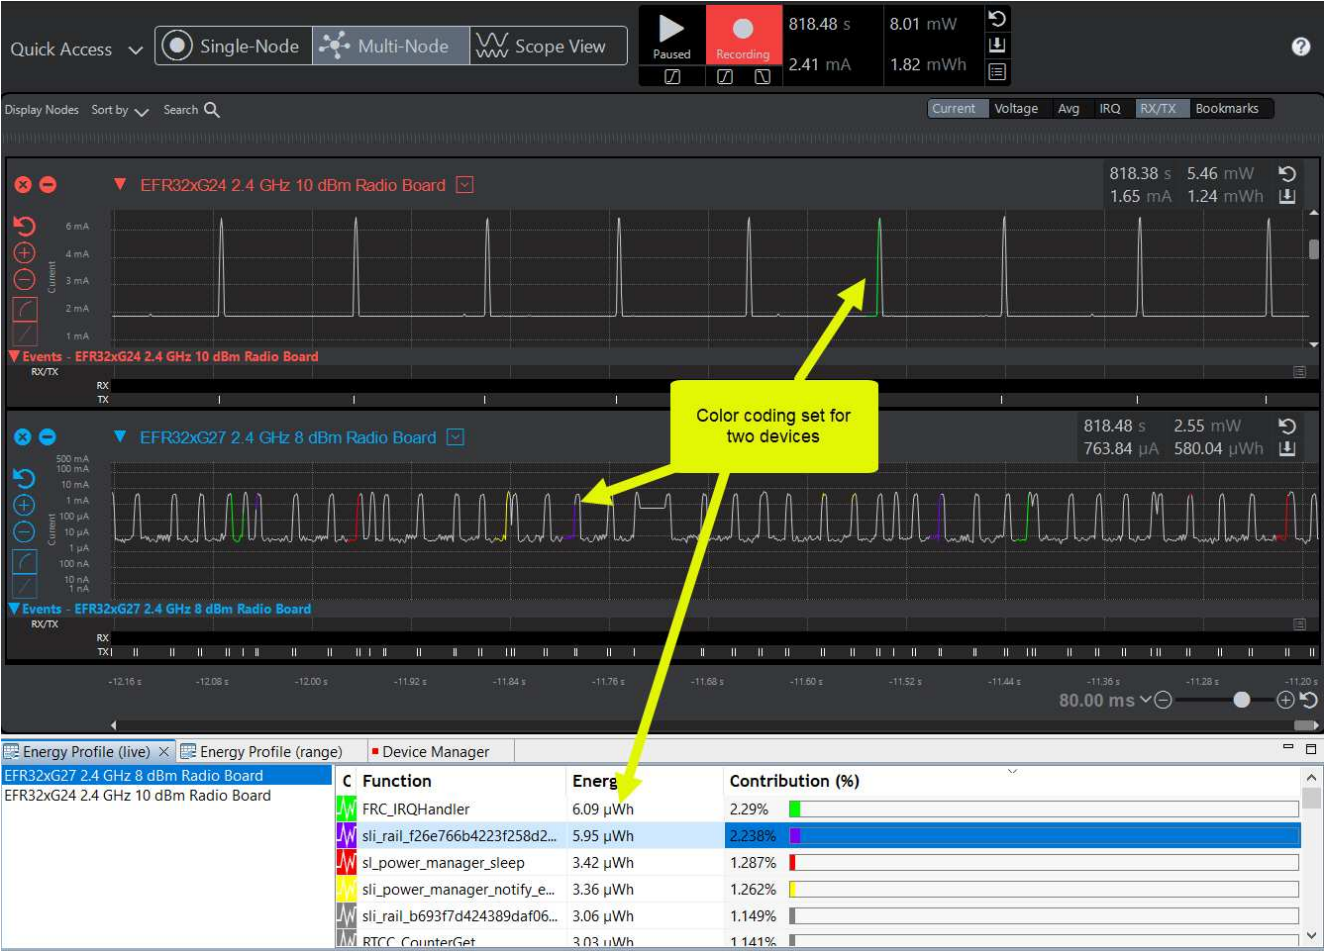 Quick Access Single-Node Multi-Node Scope View
Paused Recording
818.48 s 8.01 mW
2.41 mA 1.82 mWh
Display Nodes Sort by Search
Current Voltage Avg IRQ RX/TX Bookmarks
EFR32xG24 2.4 GHz 10 dBm Radio Board
818.38 s 5.46 mW
1.65 mA 1.24 mWh
6 mA
4 mA
3 mA
2 mA
1 mA
Current
Events - EFR32xG24 2.4 GHz 10 dBm Radio Board
RX/TX
RX
TX
Color coding set for
two devices
EFR32xG27 2.4 GHz 8 dBm Radio Board
818.48 s 2.55 mW
763.84 µA 580.04 µWh
500 mA
100 mA
10 mA
1 mA
100 µA
10 µA
1 µA
100 nA
10 nA
1 nA
Current
Events - EFR32xG27 2.4 GHz 8 dBm Radio Board
RX/TX
RX
TX
-12.16 s -12.08 s -12.00 s -11.92 s -11.84 s -11.76 s -11.68 s -11.60 s -11.52 s -11.44 s -11.36 s -11.28 s -11.20 s
80.00 ms
Energy Profile (live) Energy Profile (range) Device Manager
EFR32xG27 2.4 GHz 8 dBm Radio Board
EFR32xG24 2.4 GHz 10 dBm Radio Board
C Function Energ Contribution (%)
FRC_IRQHandler 6.09 µWh 2.29%
sli_rail_f26e766b4223f258d2... 5.95 µWh 2.238%
sl_power_manager_sleep 3.42 µWh 1.287%
sli_power_manager_notify_e... 3.36 µWh 1.262%
sli_rail_b693f7d424389daf06... 3.06 µWh 1.149%
RTCC_CounterGet 3.03 µWh 1.141%